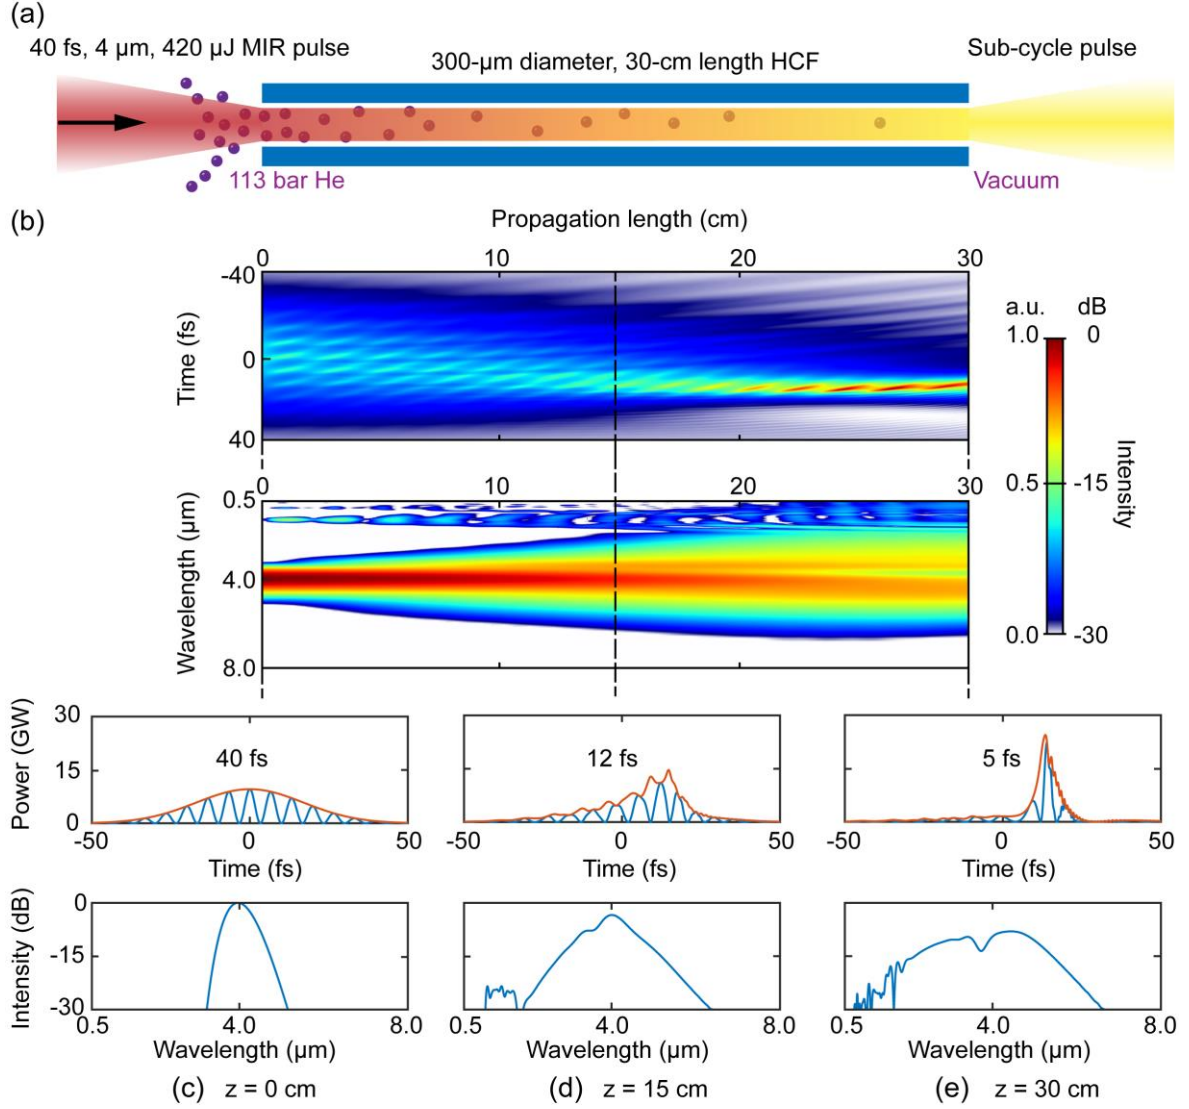 (a)
40 fs, 4 μm, 420 μJ MIR pulse
300-μm diameter, 30-cm length HCF
Sub-cycle pulse
113 bar He
Vacuum
(b)
Propagation length (cm)
0 10 20 30
-40
0
40
Time (fs)
0 10 20 30
0.5
4.0
8.0
Wavelength (μm)
a.u. dB
1.0 0
0.5 -15
0.0 -30
Intensity
Power (GW)
30
15
0
40 fs
-50 0 50
Time (fs)
12 fs
-50 0 50
Time (fs)
5 fs
-50 0 50
Time (fs)
Intensity (dB)
0
-15
-30
0.5 4.0 8.0
Wavelength (μm)
0.5 4.0 8.0
Wavelength (μm)
0.5 4.0 8.0
Wavelength (μm)
(c) z = 0 cm
(d) z = 15 cm
(e) z = 30 cm